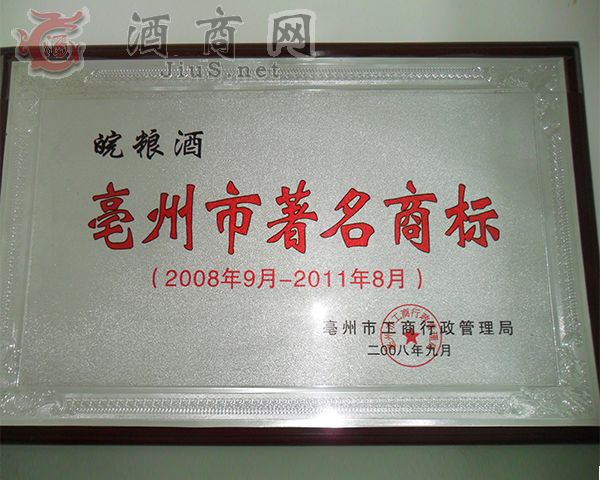 酒商网
JiuS.net
皖粮酒
亳州市著名商标
（2008年9月-2011年8月）
亳州市工商行政管理局
二00八年九月